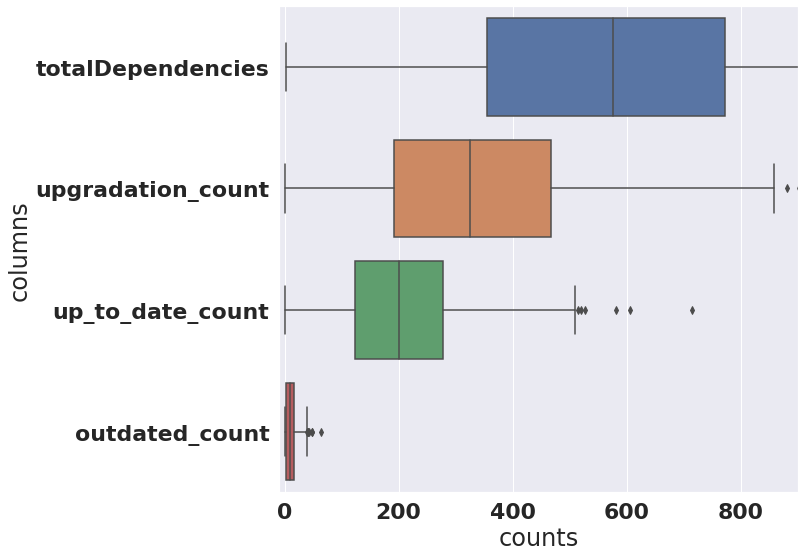 totalDependencies
upgradation_count
up_to_date_count
outdated_count
columns
0 200 400 600 800
counts